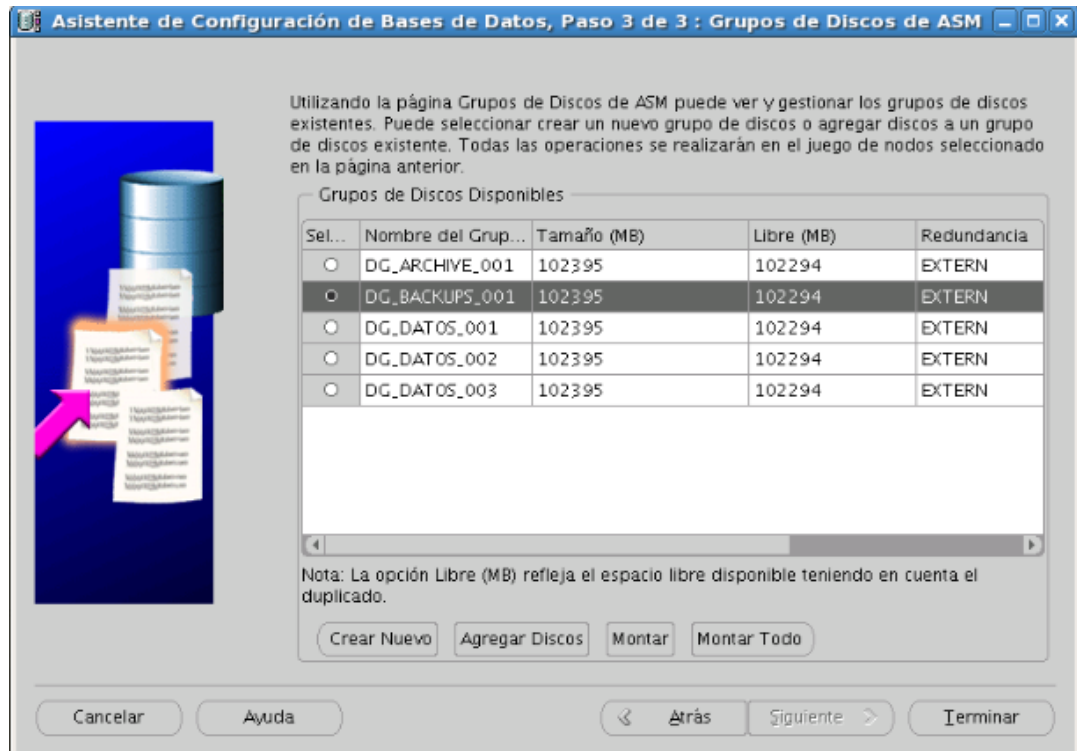 Asistente de Configuración de Bases de Datos, Paso 3 de 3 : Grupos de Discos de ASM
Utilizando la página Grupos de Discos de ASM puede ver y gestionar los grupos de discos
existentes. Puede seleccionar crear un nuevo grupo de discos o agregar discos a un grupo
de discos existente. Todas las operaciones se realizarán en el juego de nodos seleccionado
en la página anterior.
Grupos de Discos Disponibles
Sel... Nombre del Grup... Tamaño (MB) Libre (MB) Redundancia
DG_ARCHIVE_001 102395 102294 EXTERN
DG_BACKUPS_001 102395 102294 EXTERN
DG_DATOS_001 102395 102294 EXTERN
DG_DATOS_002 102395 102294 EXTERN
DG_DATOS_003 102395 102294 EXTERN
Nota: La opción Libre (MB) refleja el espacio libre disponible teniendo en cuenta el
duplicado.
Crear Nuevo Agregar Discos Montar Montar Todo
Cancelar Ayuda Atrás Siguiente Terminar